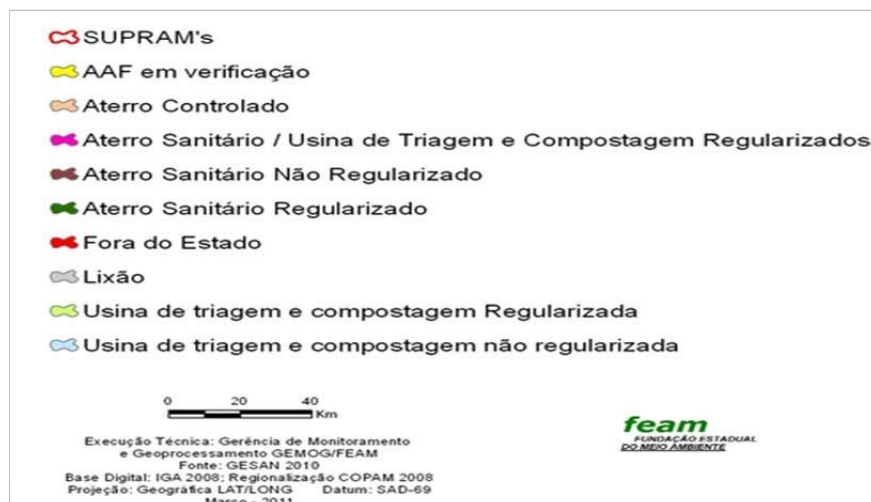 SUPRAM's
AAF em verificação
Aterro Controlado
Aterro Sanitário / Usina de Triagem e Compostagem Regularizados
Aterro Sanitário Não Regularizado
Aterro Sanitário Regularizado
Fora do Estado
Lixão
Usina de triagem e compostagem Regularizada
Usina de triagem e compostagem não regularizada
0 20 40
Km
Execução Técnica: Gerência de Monitoramento
e Geoprocessamento GEMOG/FEAM
Fonte: GESAN 2010
Base Digital: IGA 2008; Regionalização COPAM 2008
Projeção: Geográfica LAT/LONG Datum: SAD-69
Março - 2011
feam
FUNDAÇÃO ESTADUAL
DO MEIO AMBIENTE